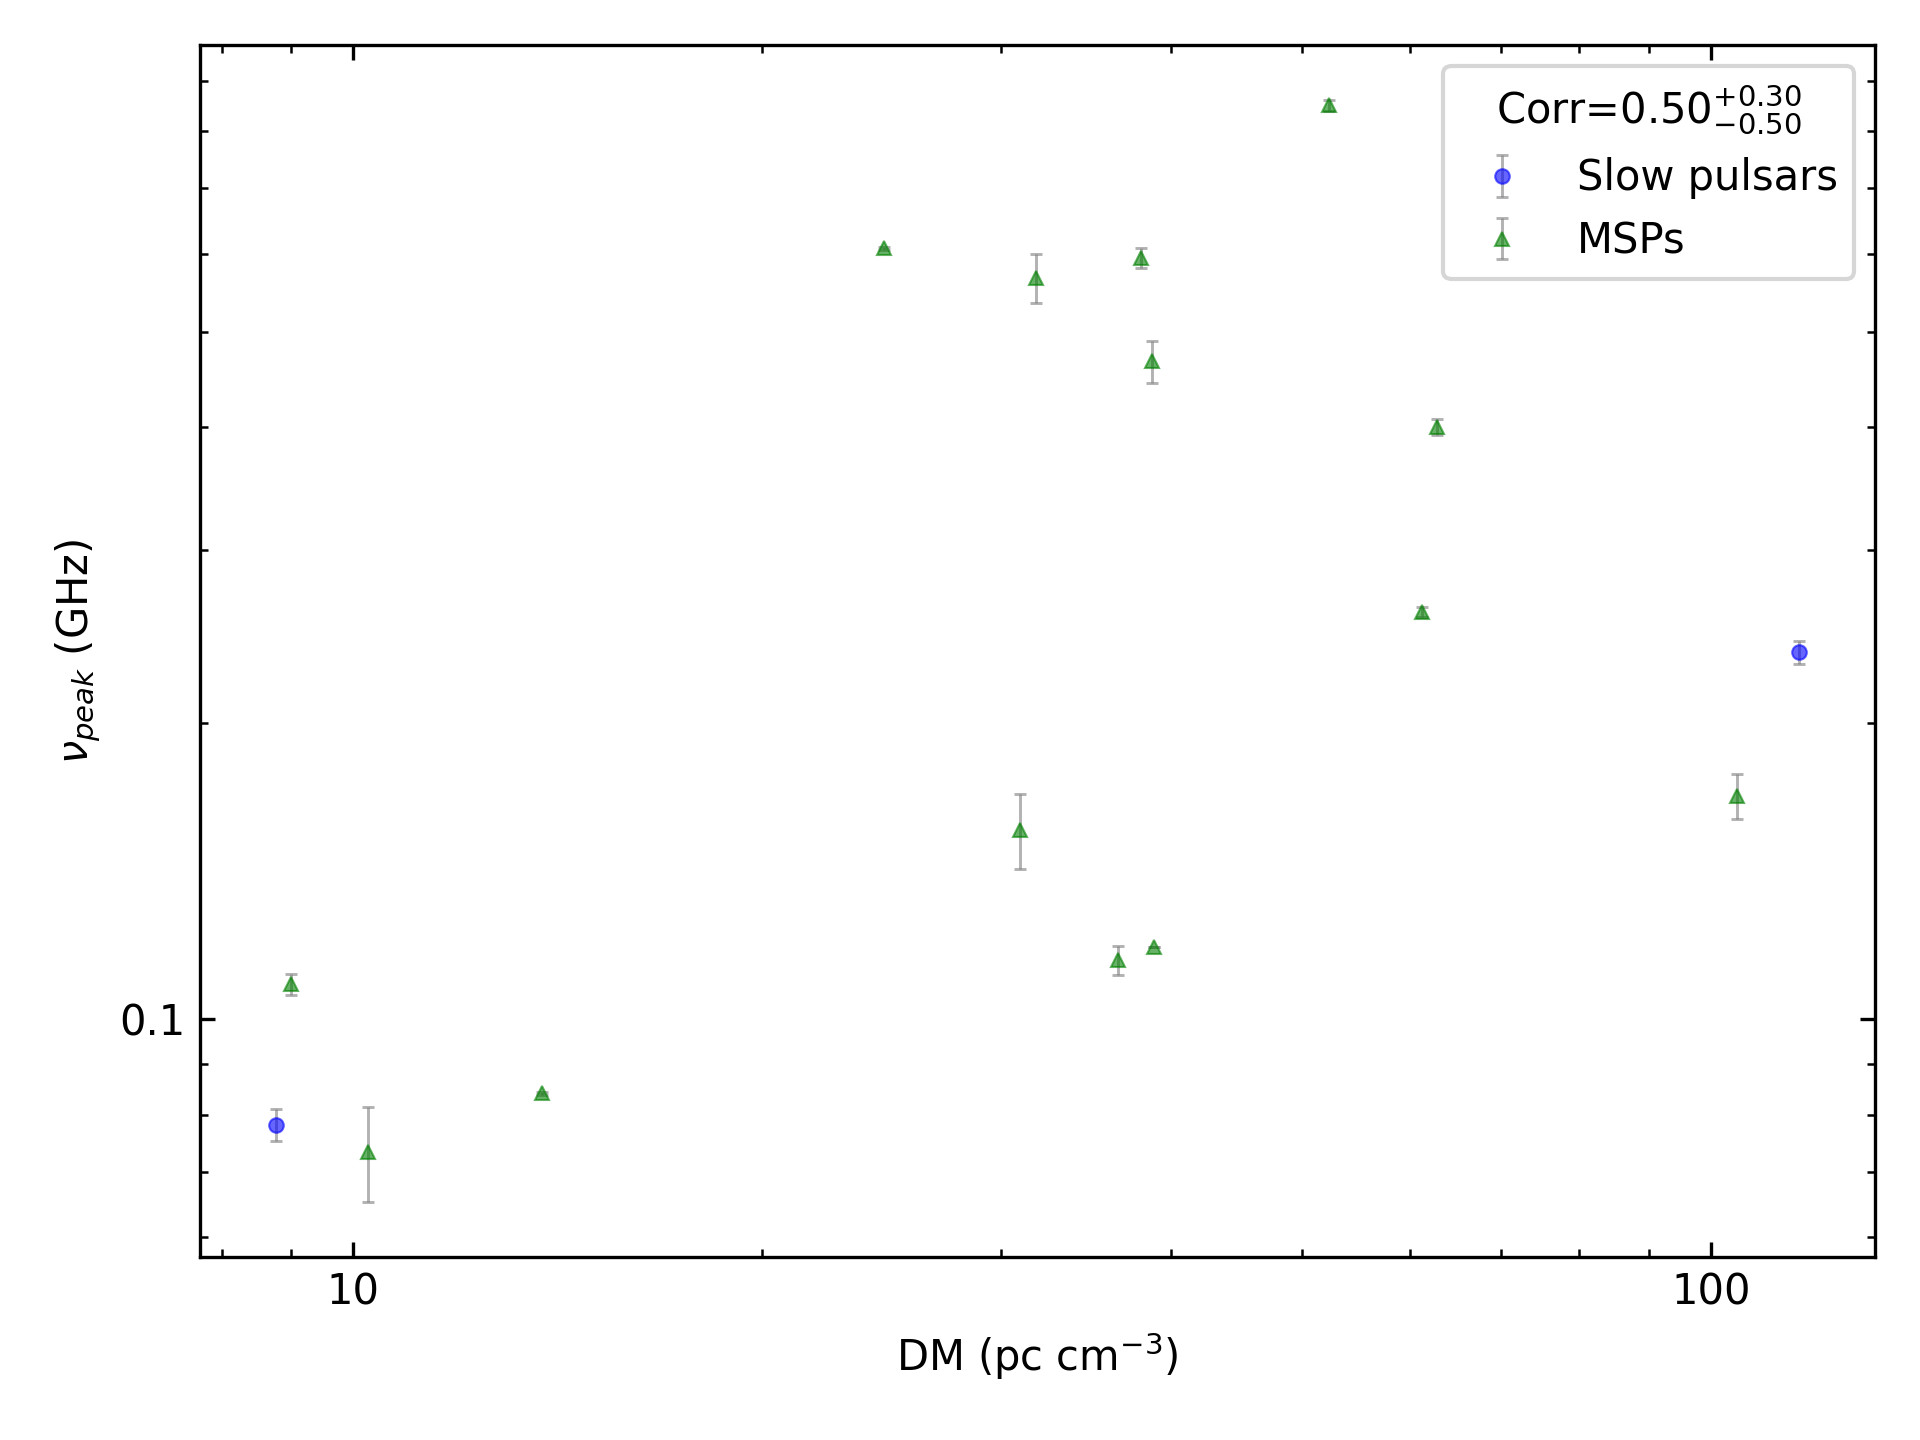 Corr=0.50$^{+0.30}_{-0.50}$
Slow pulsars
MSPs
ν$_{peak}$ (GHz)
0.1
10
100
DM (pc cm$^{-3}$)